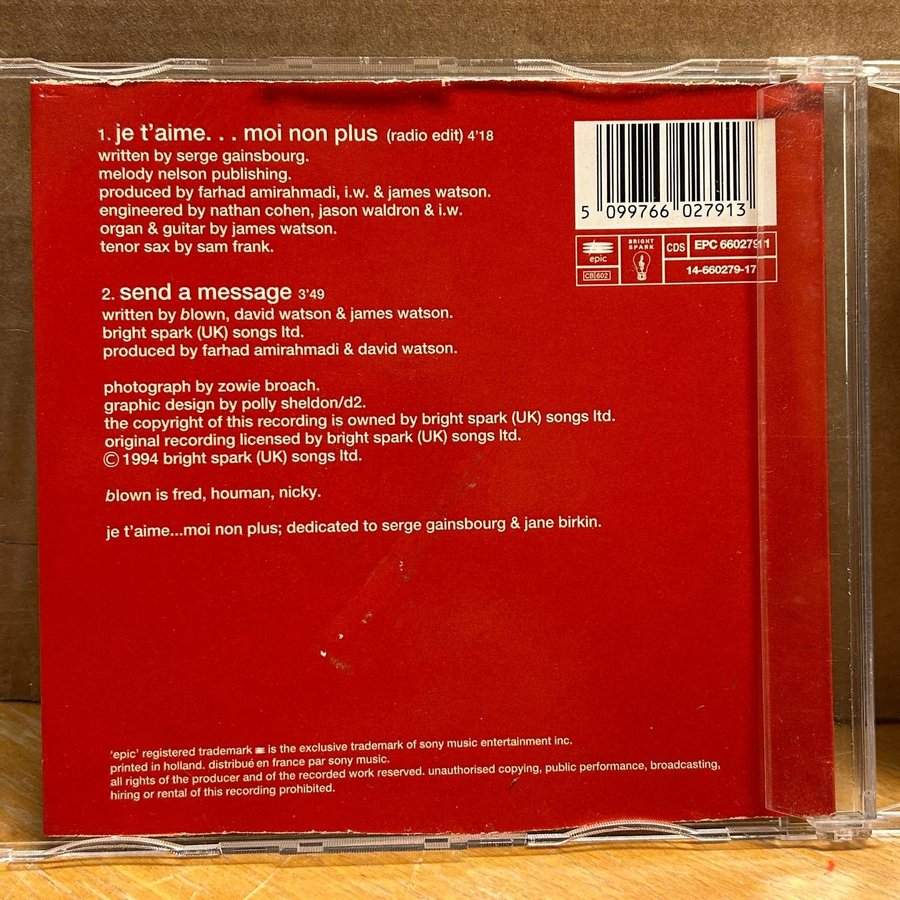 1. je t'aime. . . moi non plus (radio edit) 4'18
written by serge gainsbourg.
melody nelson publishing.
produced by farhad amirahmadi, i.w. & james watson.
engineered by nathan cohen, jason waldron & i.w.
organ & guitar by james watson.
tenor sax by sam frank.
5 099766 027913
epic
BRIGHT SPARK
CDS
EPC 66027911
CB 602
14-660279-17
2. send a message 3'49
written by blown, david watson & james watson.
bright spark (UK) songs ltd.
produced by farhad amirahmadi & david watson.
photograph by zowie broach.
graphic design by polly sheldon/d2.
the copyright of this recording is owned by bright spark (UK) songs ltd.
original recording licensed by bright spark (UK) songs ltd.
© 1994 bright spark (UK) songs ltd.
blown is fred, houman, nicky.
je t'aime...moi non plus; dedicated to serge gainsbourg & jane birkin.
'epic' registered trademark is the exclusive trademark of sony music entertainment inc.
printed in holland. distribué en france par sony music.
all rights of the producer and of the recorded work reserved. unauthorised copying, public performance, broadcasting,
hiring or rental of this recording prohibited.